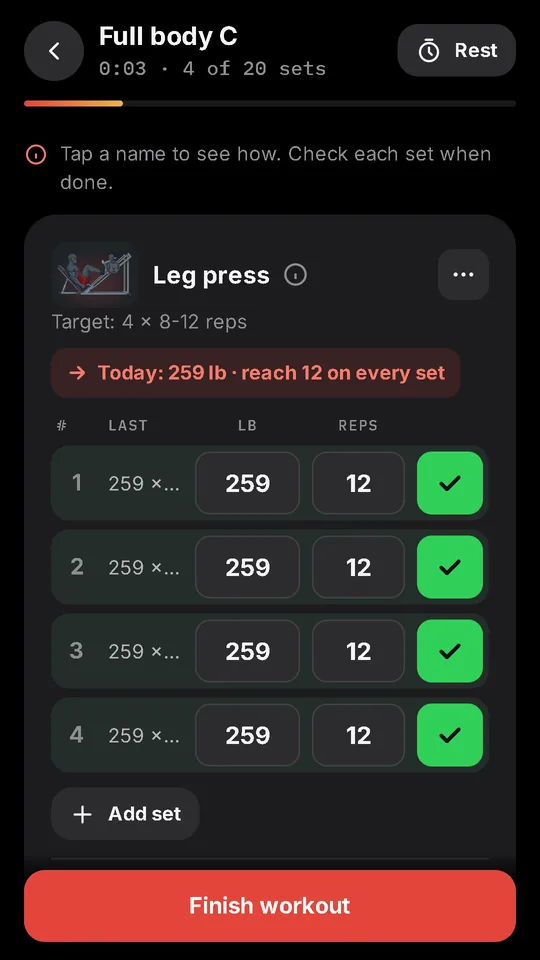 Full body C
0:03 · 4 of 20 sets
Rest
Tap a name to see how. Check each set when
done.
Leg press
Target: 4 × 8-12 reps
→ Today: 259 lb · reach 12 on every set
# LAST LB REPS
1 259 ×... 259 12
2 259 ×... 259 12
3 259 ×... 259 12
4 259 ×... 259 12
+ Add set
Finish workout